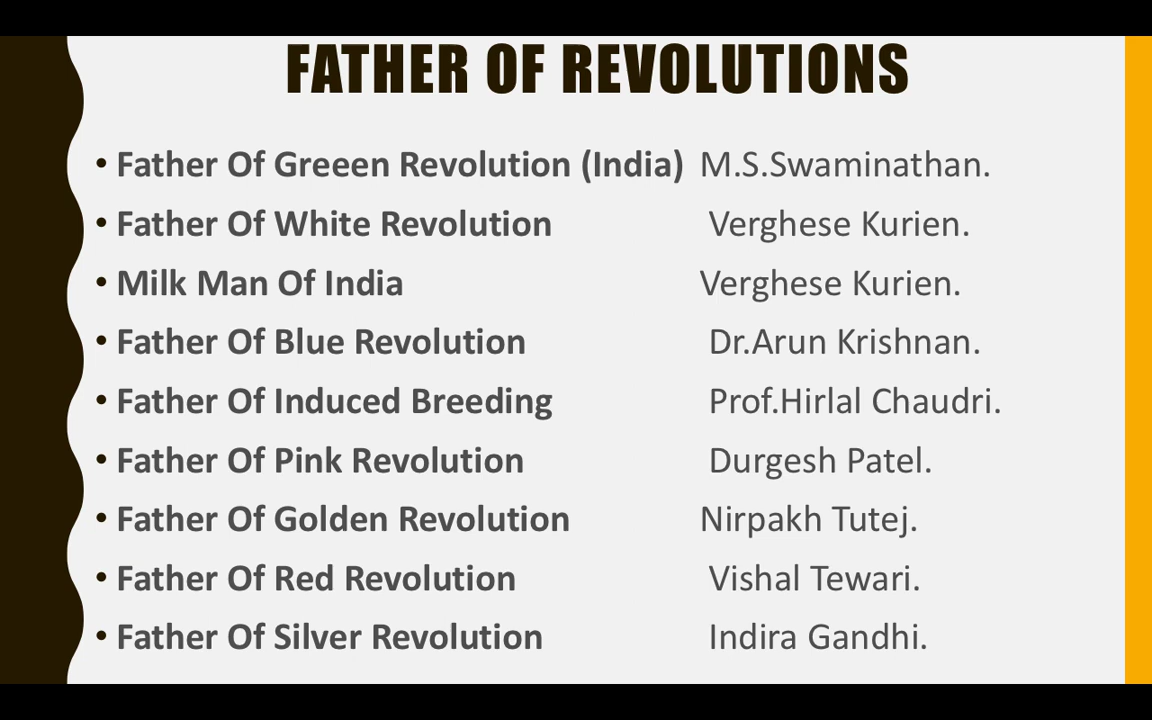 FATHER OF REVOLUTIONS
• Father Of Greeen Revolution (India) M.S.Swaminathan.
• Father Of White Revolution Verghese Kurien.
• Milk Man Of India Verghese Kurien.
• Father Of Blue Revolution Dr.Arun Krishnan.
• Father Of Induced Breeding Prof.Hirlal Chaudri.
• Father Of Pink Revolution Durgesh Patel.
• Father Of Golden Revolution Nirpakh Tutej.
• Father Of Red Revolution Vishal Tewari.
• Father Of Silver Revolution Indira Gandhi.